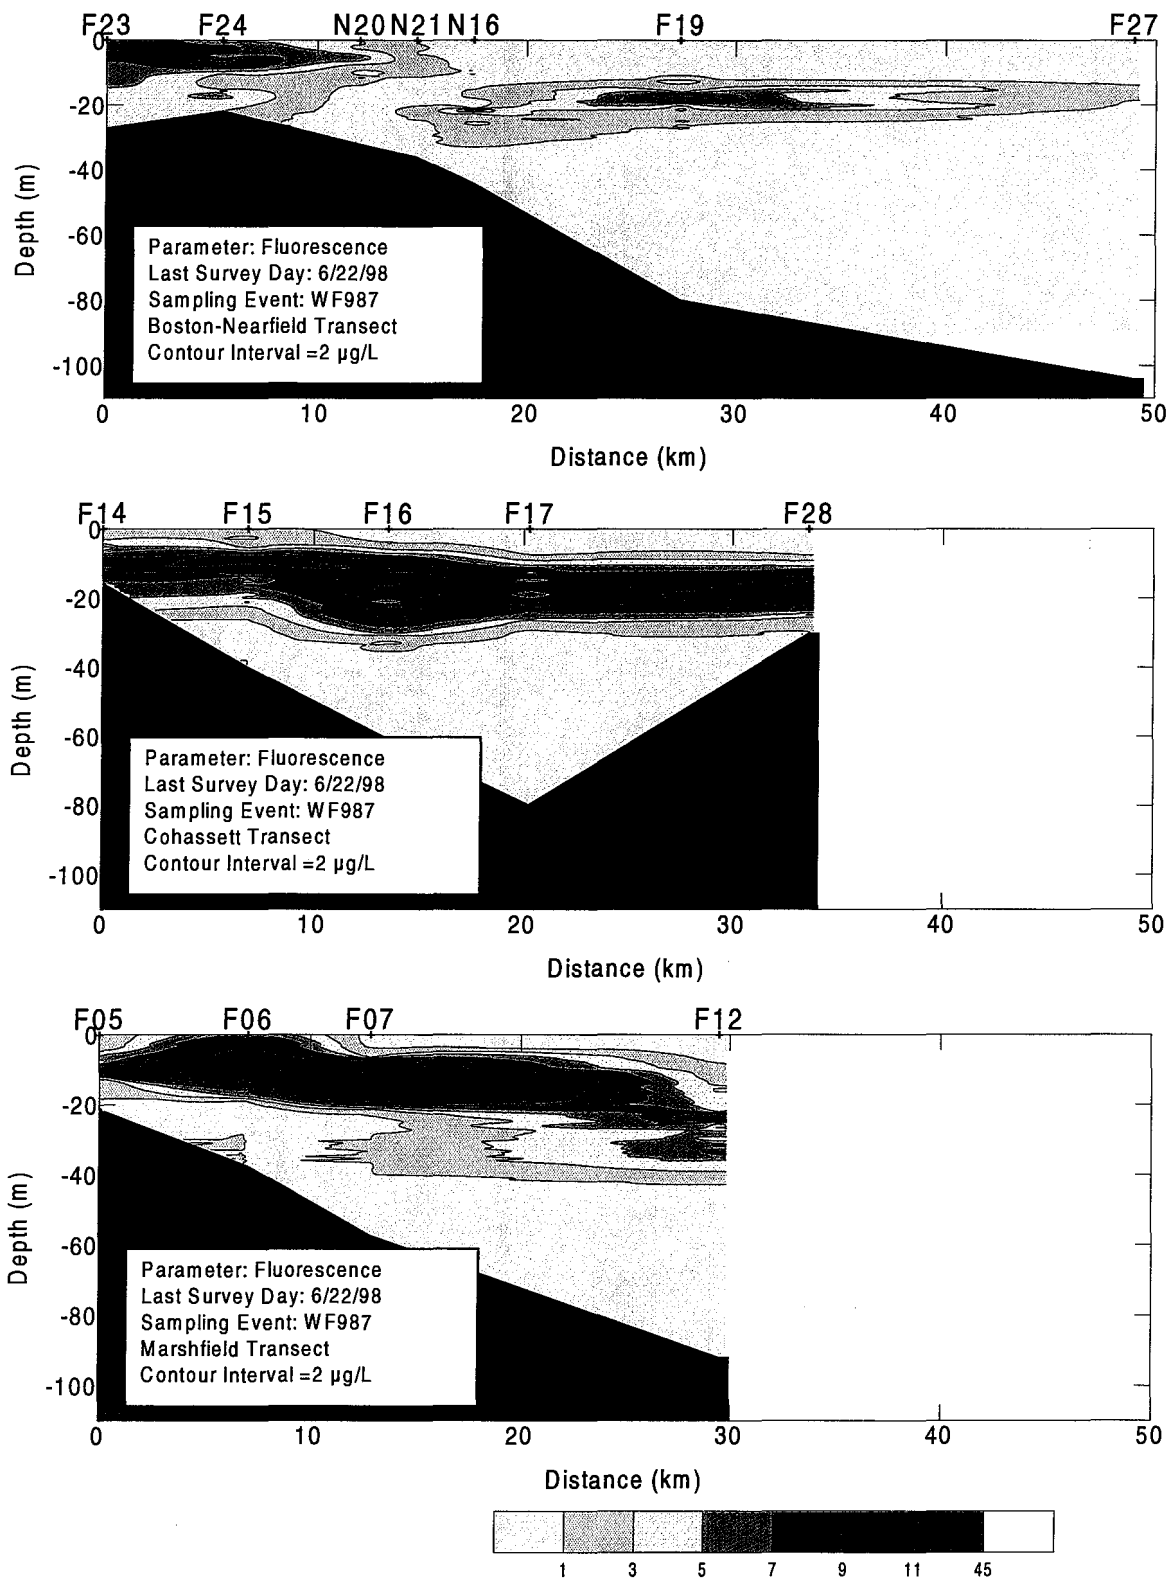 F23 F24 N20 N21 N16 F19 F27
0
-20
-40
-60
-80
-100
Depth (m)
Parameter: Fluorescence
Last Survey Day: 6/22/98
Sampling Event: WF987
Boston-Nearfield Transect
Contour Interval =2 µg/L
0 10 20 30 40 50
Distance (km)
F14 F15 F16 F17 F28
0
-20
-40
-60
-80
-100
Depth (m)
Parameter: Fluorescence
Last Survey Day: 6/22/98
Sampling Event: WF987
Cohassett Transect
Contour Interval =2 µg/L
0 10 20 30 40 50
Distance (km)
F05 F06 F07 F12
0
-20
-40
-60
-80
-100
Depth (m)
Parameter: Fluorescence
Last Survey Day: 6/22/98
Sampling Event: WF987
Marshfield Transect
Contour Interval =2 µg/L
0 10 20 30 40 50
Distance (km)
1 3 5 7 9 11 45